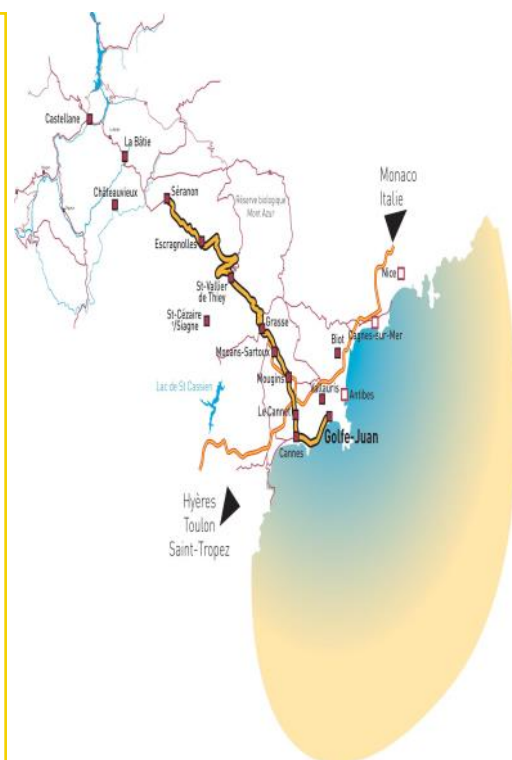 Castellane
La Bâtie
Châteauvieux
Séranon
Réserve biologique
Mont Azur
Monaco
Italie
Escragnolles
Nice
St-Vallier
de Thiey
St-Cézaire
s/Siagne
Grasse
Cagnes-sur-Mer
Biot
Mouans-Sartoux
Mougins
Lac de St Cassien
Vallauris
Antibes
Le Cannet
Golfe-Juan
Cannes
Hyères
Toulon
Saint-Tropez